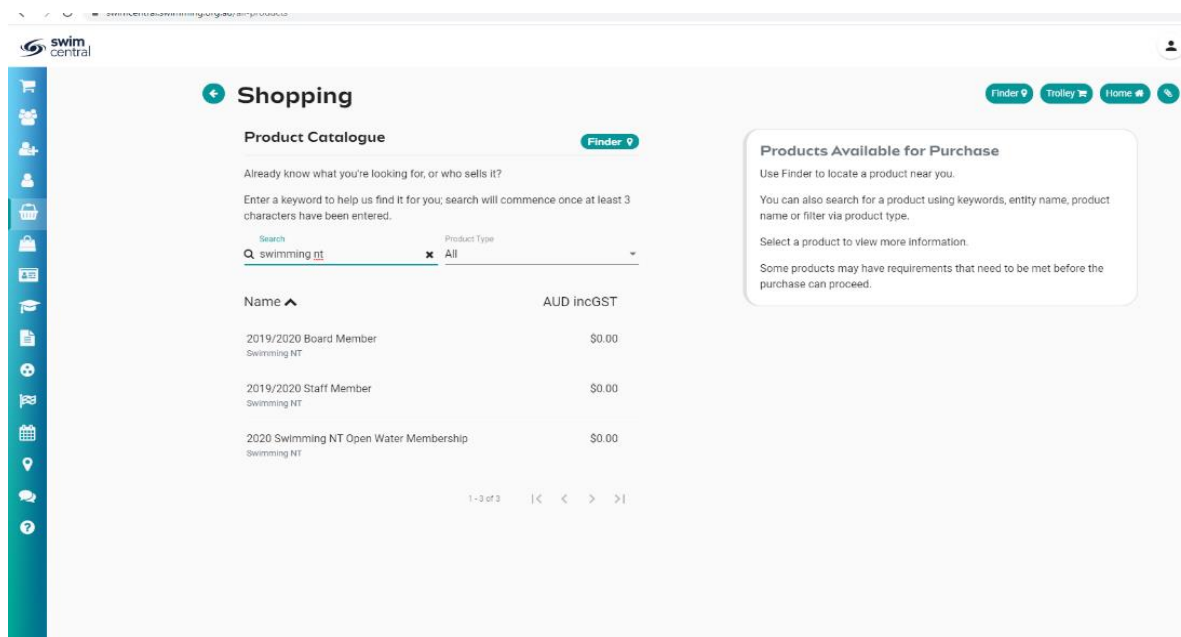 swimcentral.swimming.org.au/all-products
swim
central
Shopping
Finder
Trolley
Home
Product Catalogue
Finder
Already know what you're looking for, or who sells it?
Enter a keyword to help us find it for you; search will commence once at least 3
characters have been entered.
Search
Product Type
swimming nt
All
Name
AUD incGST
2019/2020 Board Member
$0.00
Swimming NT
2019/2020 Staff Member
$0.00
Swimming NT
2020 Swimming NT Open Water Membership
$0.00
Swimming NT
1 - 3 of 3
Products Available for Purchase
Use Finder to locate a product near you.
You can also search for a product using keywords, entity name, product
name or filter via product type.
Select a product to view more information.
Some products may have requirements that need to be met before the
purchase can proceed.